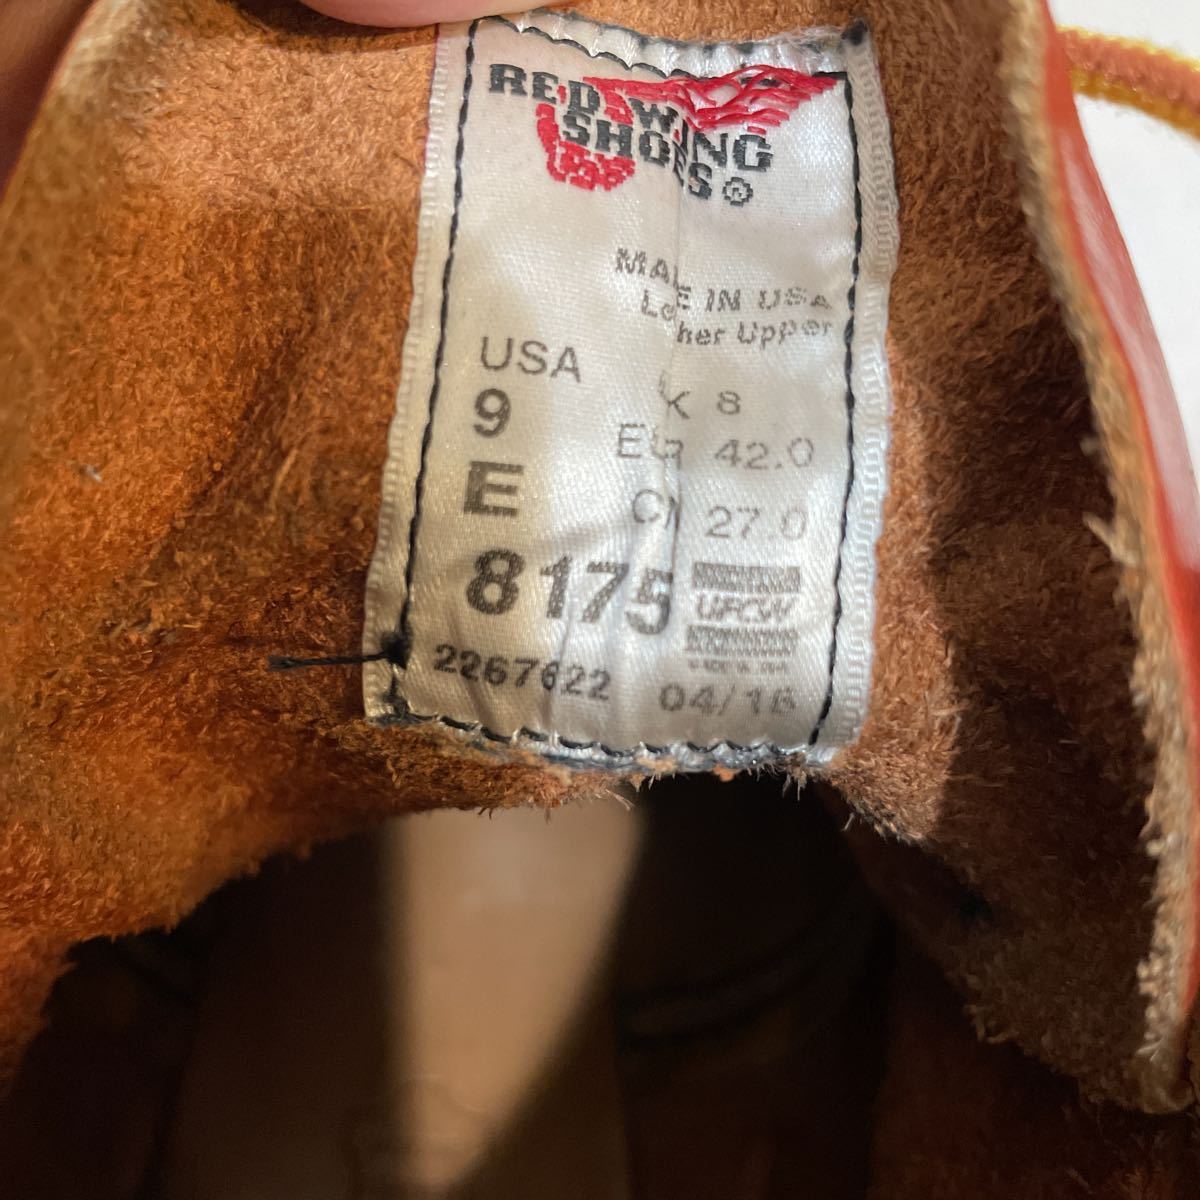 RED WING
SHOES ®
MADE IN USA
Leather Upper
USA
9
E
UK 8
EU 42.0
CM 27.0
8175
UFCW
2267622
04/16